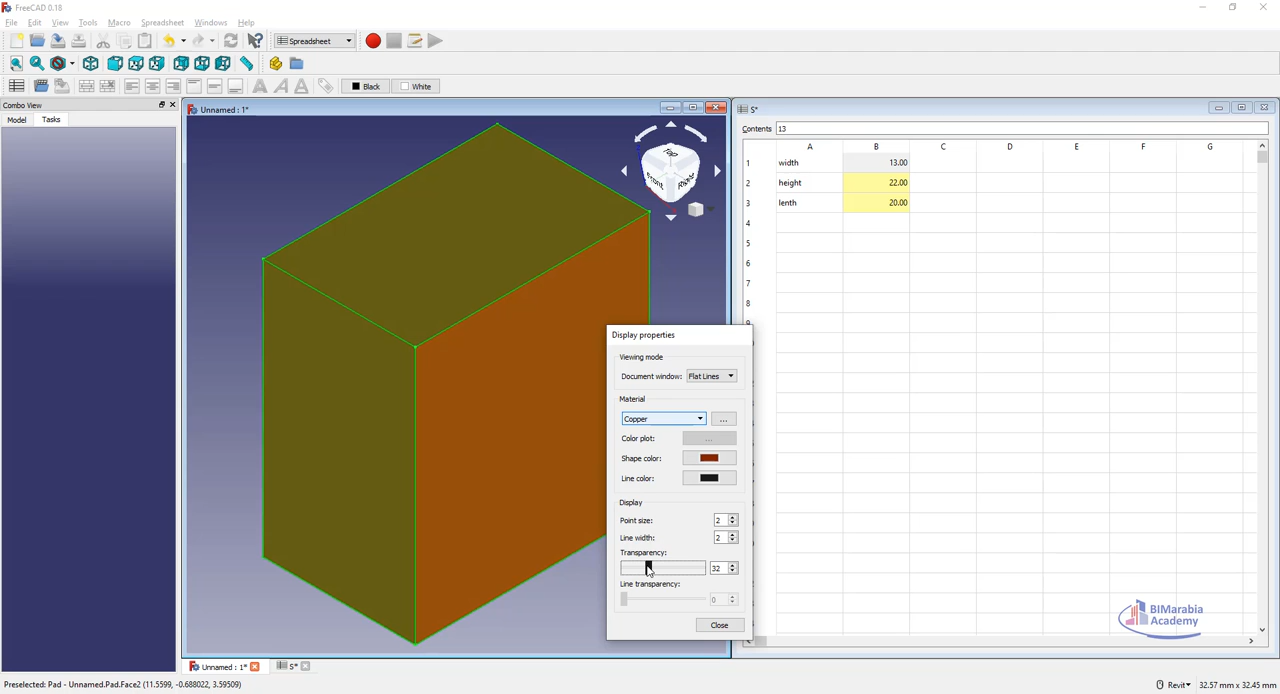 FreeCAD 0.18
File Edit View Tools Macro Spreadsheet Windows Help
Spreadsheet
Black White
Combo View
Model Tasks
Unnamed : 1*
Top
Front
Right
S*
Contents 13
A B C D E F G
1 width 13.00
2 height 22.00
3 lenth 20.00
4
5
6
7
8
9
Display properties
Viewing mode
Document window: Flat Lines
Material
Copper ...
Color plot: ...
Shape color:
Line color:
Display
Point size: 2
Line width: 2
Transparency:
32
Line transparency:
0
Close
BIMarabia
Academy
Unnamed : 1* S*
Preselected: Pad - Unnamed.Pad.Face2 (11.5599, -0.688022, 3.59509)
Revit 32.57 mm x 32.45 mm